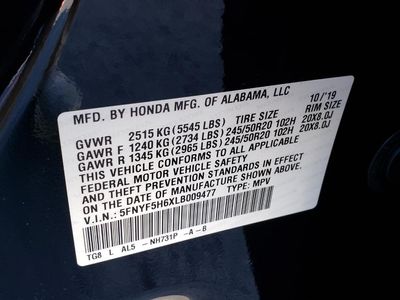 MFD. BY HONDA MFG. OF ALABAMA, LLC 10/'19
GVWR 2515 KG (5545 LBS) TIRE SIZE RIM SIZE
GAWR F 1240 KG (2734 LBS) 245/50R20 102H 20X8.0J
GAWR R 1345 KG (2965 LBS) 245/50R20 102H 20X8.0J
THIS VEHICLE CONFORMS TO ALL APPLICABLE
FEDERAL MOTOR VEHICLE SAFETY AND
THEFT PREVENTION STANDARDS IN EFFECT
ON THE DATE OF MANUFACTURE SHOWN ABOVE.
V.I.N.: 5FNYF5H6XLB009477 TYPE: MPV
TG8 L AL5 -NH731P -A -B